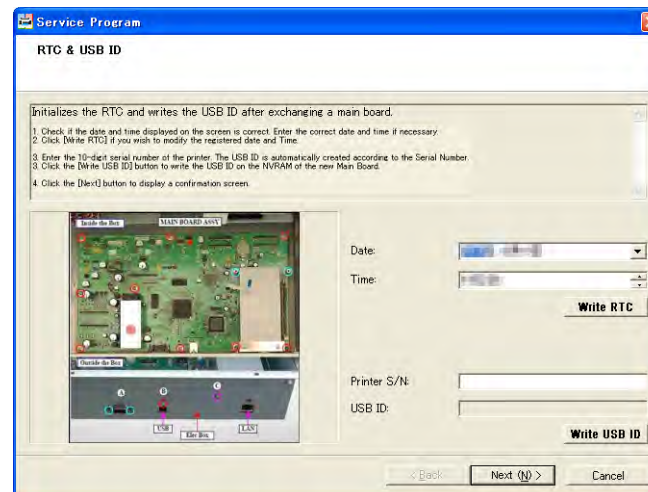 Service Program
RTC & USB ID
Initializes the RTC and writes the USB ID after exchanging a main board.
1. Check if the date and time displayed on the screen is correct. Enter the correct date and time if necessary.
2. Click [Write RTC] if you wish to modify the registered date and Time.
3. Enter the 10-digit serial number of the printer. The USB ID is automatically created according to the Serial Number.
3. Click the [Write USB ID] button to write the USB ID on the NVRAM of the new Main Board.
4. Click the [Next] button to display a confirmation screen.
Inside the Box
MAIN BOARD ASSY
Outside the Box
A
B
C
USB
Elec Box
LAN
Date:
Time:
Write RTC
Printer S/N:
USB ID:
Write USB ID
< Back
Next (N) >
Cancel